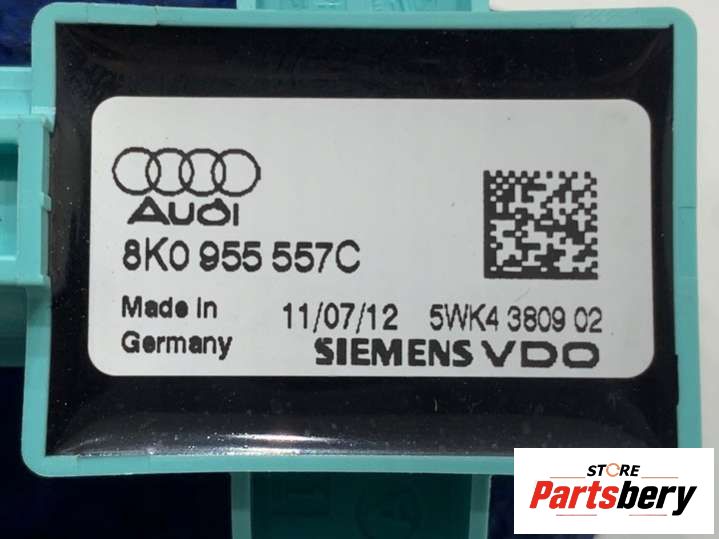 AUDI
8K0 955 557C
Made in Germany
11/07/12 5WK4 3809 02
SIEMENS VDO
STORE
Partsbery